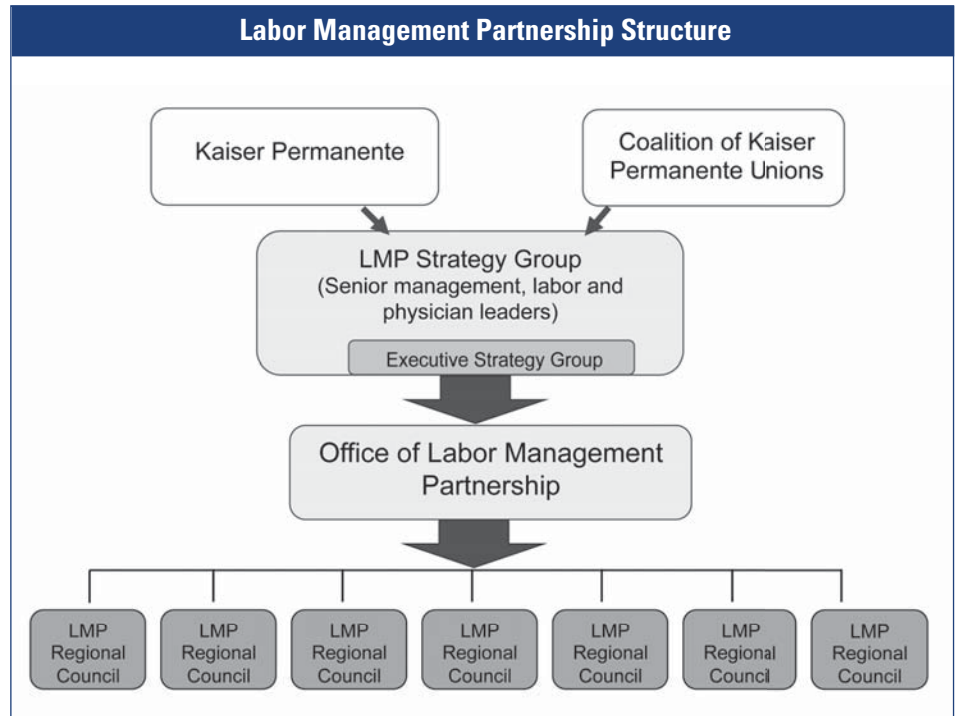 Labor Management Partnership Structure
Kaiser Permanente
Coalition of Kaiser
Permanente Unions
LMP Strategy Group
(Senior management, labor and
physician leaders)
Executive Strategy Group
Office of Labor Management
Partnership
LMP
Regional
Council
LMP
Regional
Council
LMP
Regional
Council
LMP
Regional
Council
LMP
Regional
Council
LMP
Regional
Council
LMP
Regional
Council